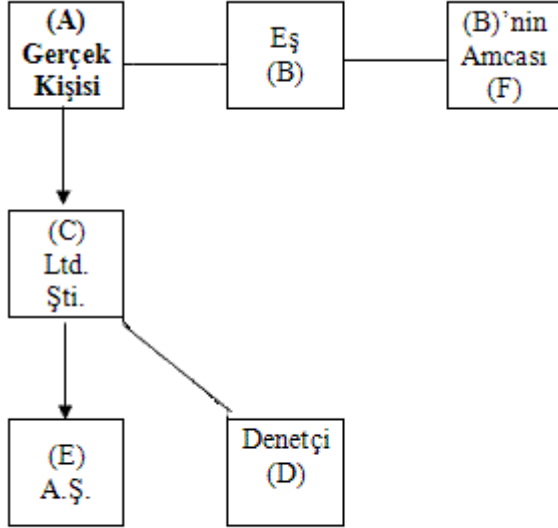 (A)
Gerçek
Kişisi
Eş
(B)
(B)’nin
Amcası
(F)
(C)
Ltd.
Şti.
(E)
A.Ş.
Denetçi
(D)